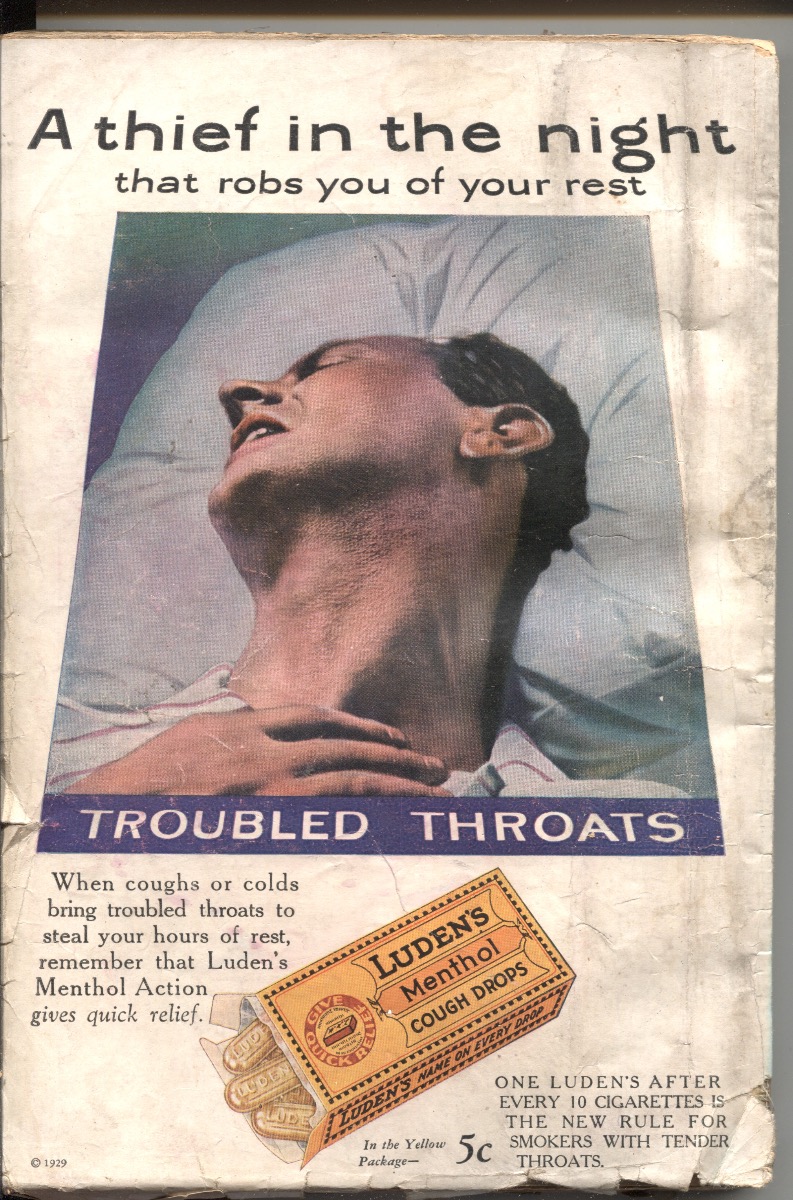 A thief in the night
that robs you of your rest
TROUBLED THROATS
When coughs or colds
bring troubled throats to
steal your hours of rest,
remember that Luden's
Menthol Action
gives quick relief.
LUDEN'S
Menthol
COUGH DROPS
GIVE
QUICK RELIEF
LUDEN'S NAME ON EVERY DROP
LUDEN
LUDEN
LUDE
In the Yellow
Package—
5c
ONE LUDEN'S AFTER
EVERY 10 CIGARETTES IS
THE NEW RULE FOR
SMOKERS WITH TENDER
THROATS.
© 1929